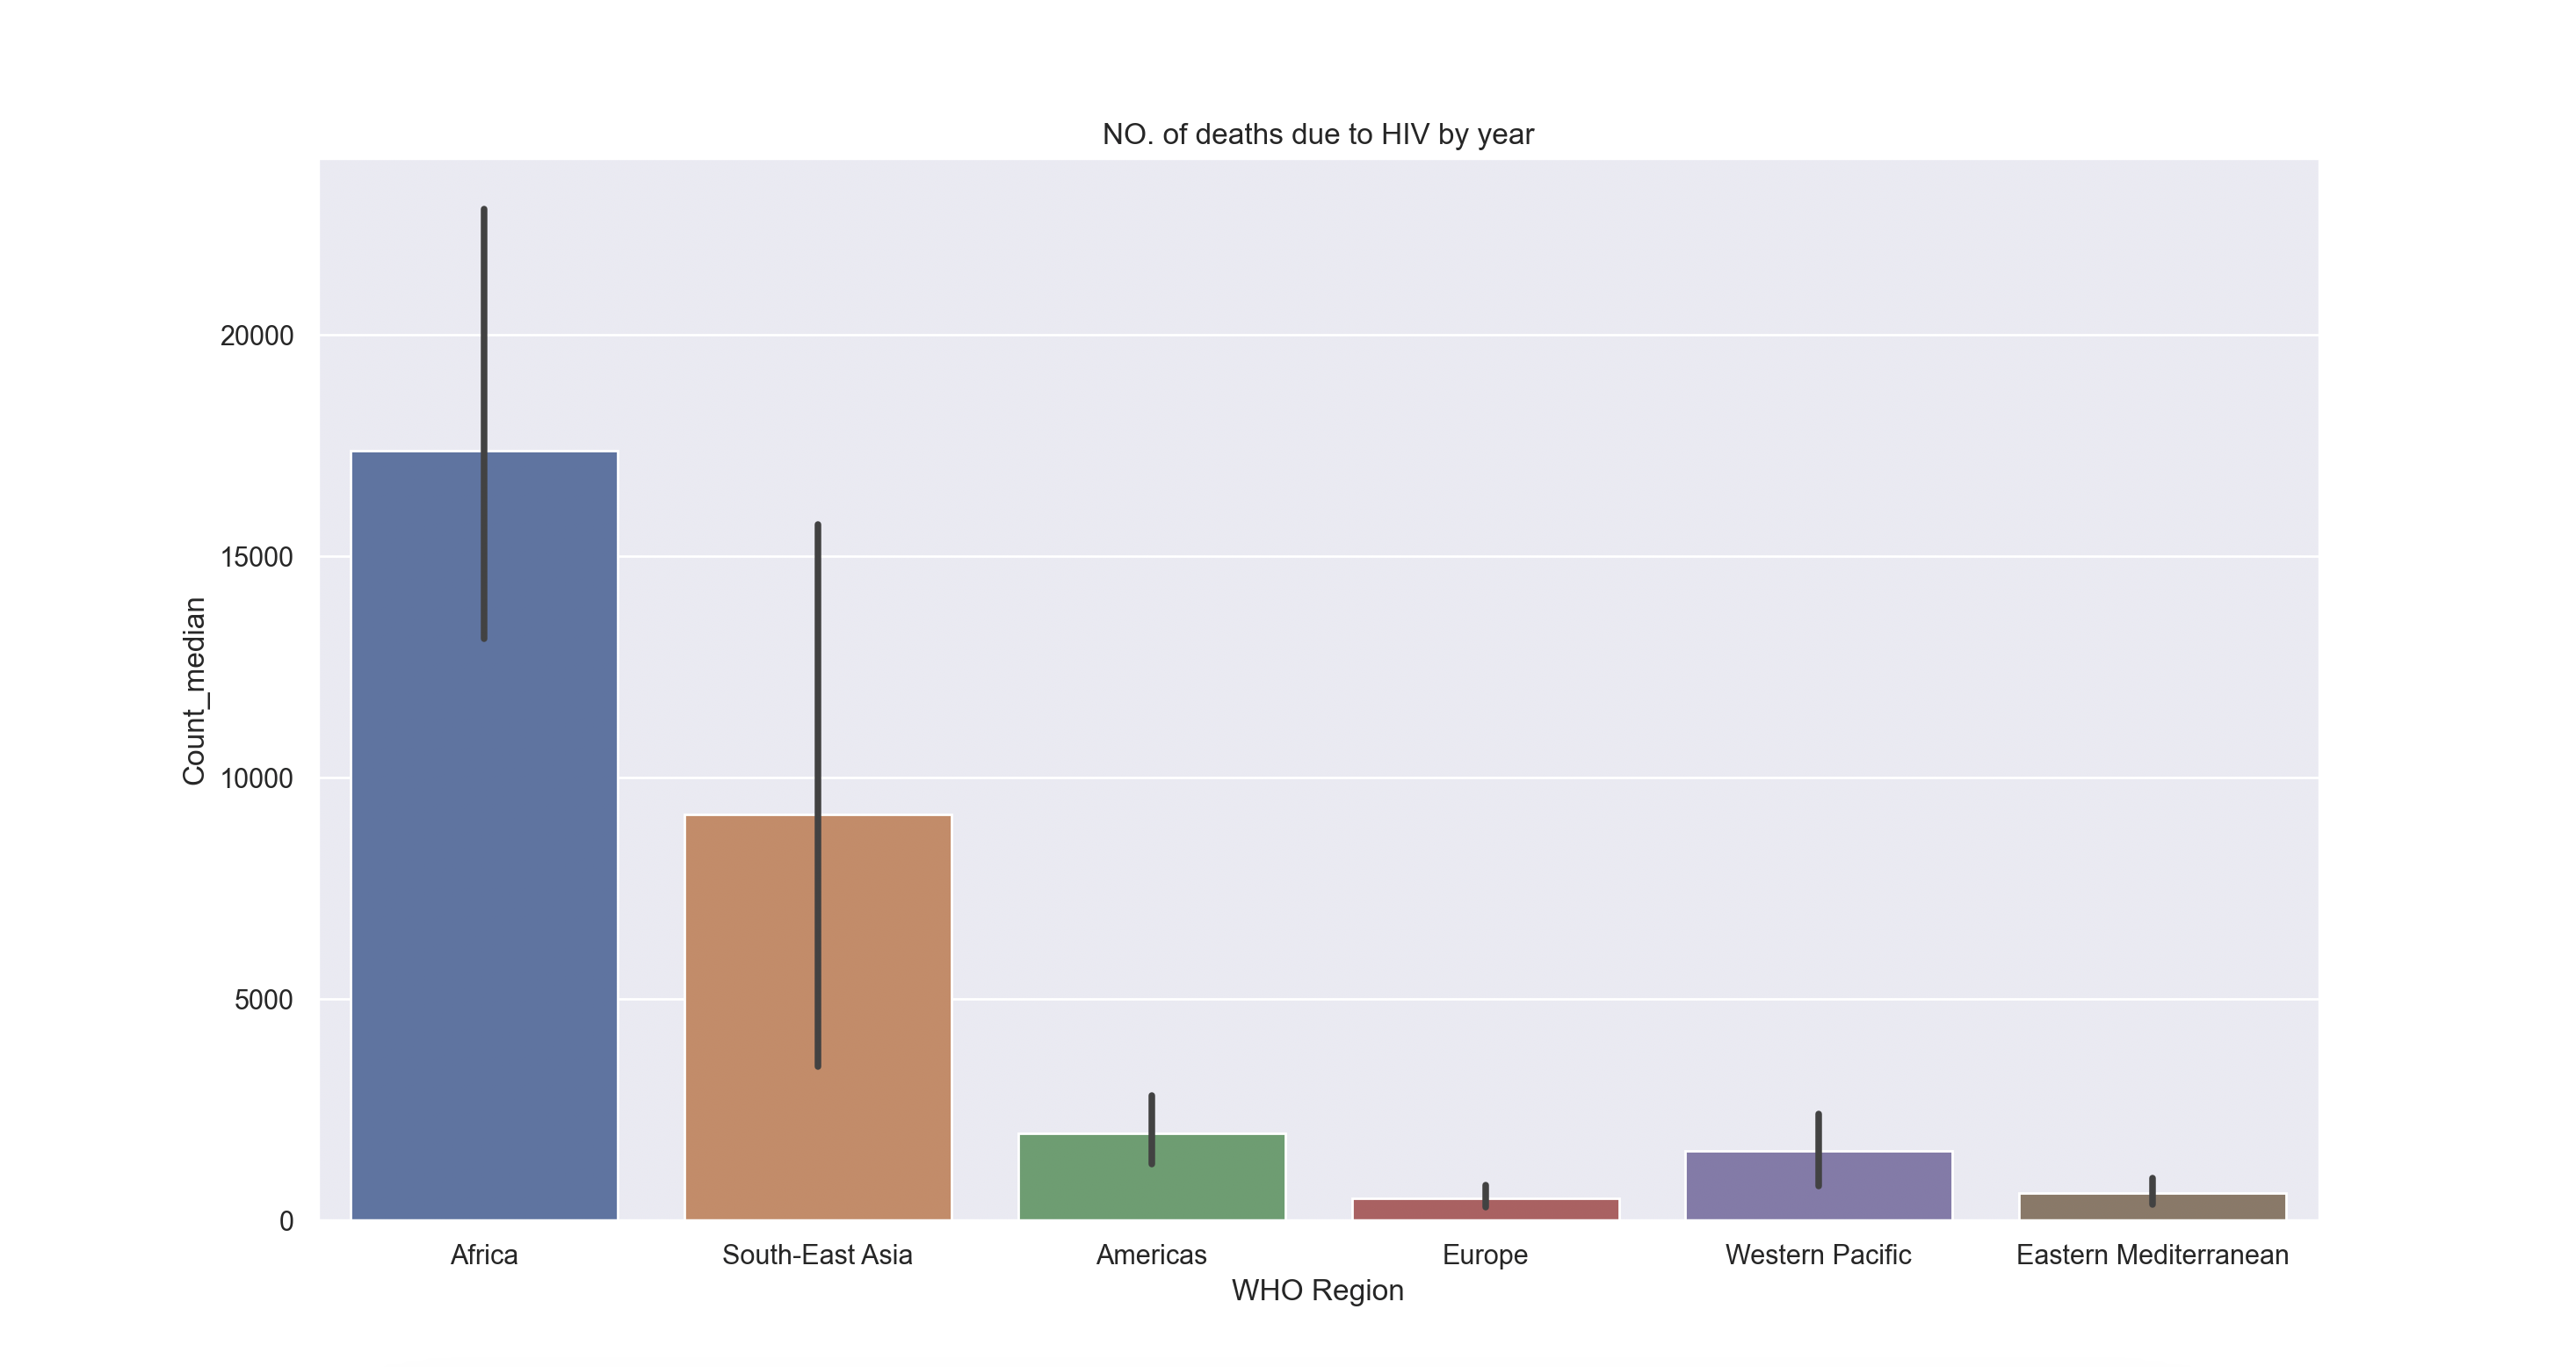 NO. of deaths due to HIV by year
Count_median
20000
15000
10000
5000
0
Africa South-East Asia Americas Europe Western Pacific Eastern Mediterranean
WHO Region